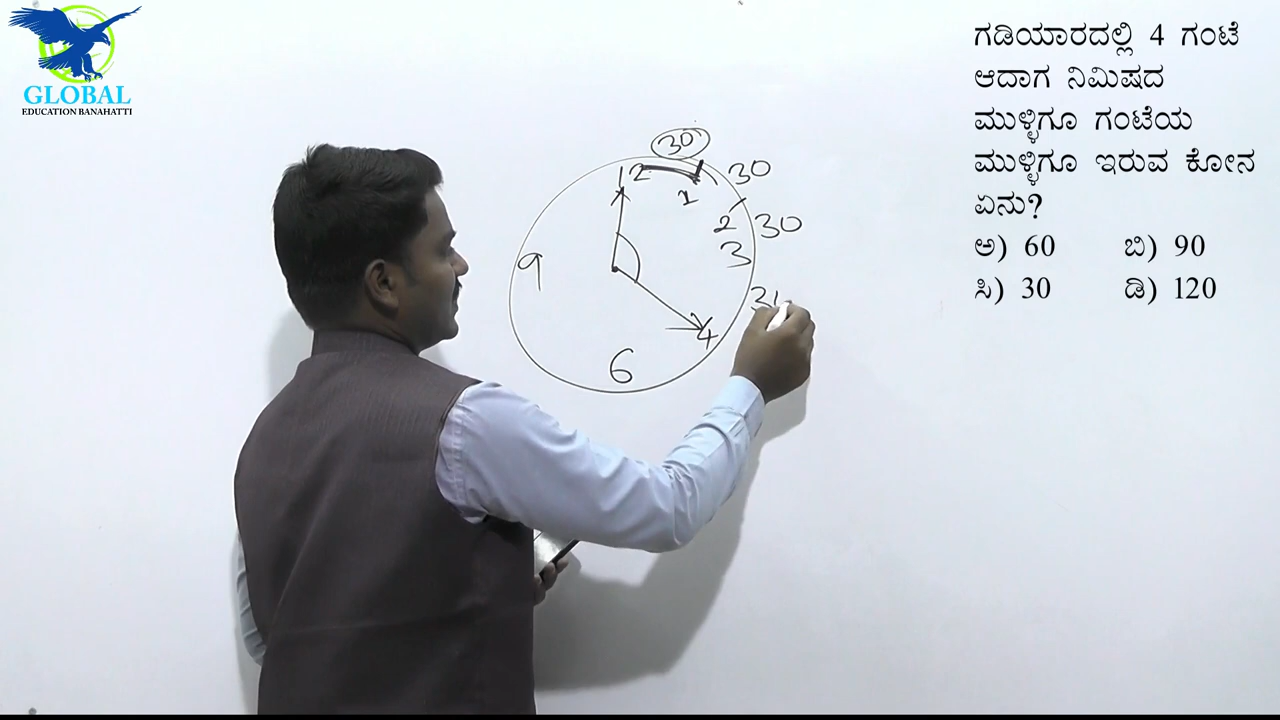 GLOBAL
EDUCATION BANAHATTI
ಗಡಿಯಾರದಲ್ಲಿ 4 ಗಂಟೆ
ಆದಾಗ ನಿಮಿಷದ
ಮುಳ್ಳಿಗೂ ಗಂಟೆಯ
ಮುಳ್ಳಿಗೂ ಇರುವ ಕೋನ
ಏನು?
ಅ) 60 ಬಿ) 90
ಸಿ) 30 ಡಿ) 120
30
12 30
1
2 30
3
9
4
6